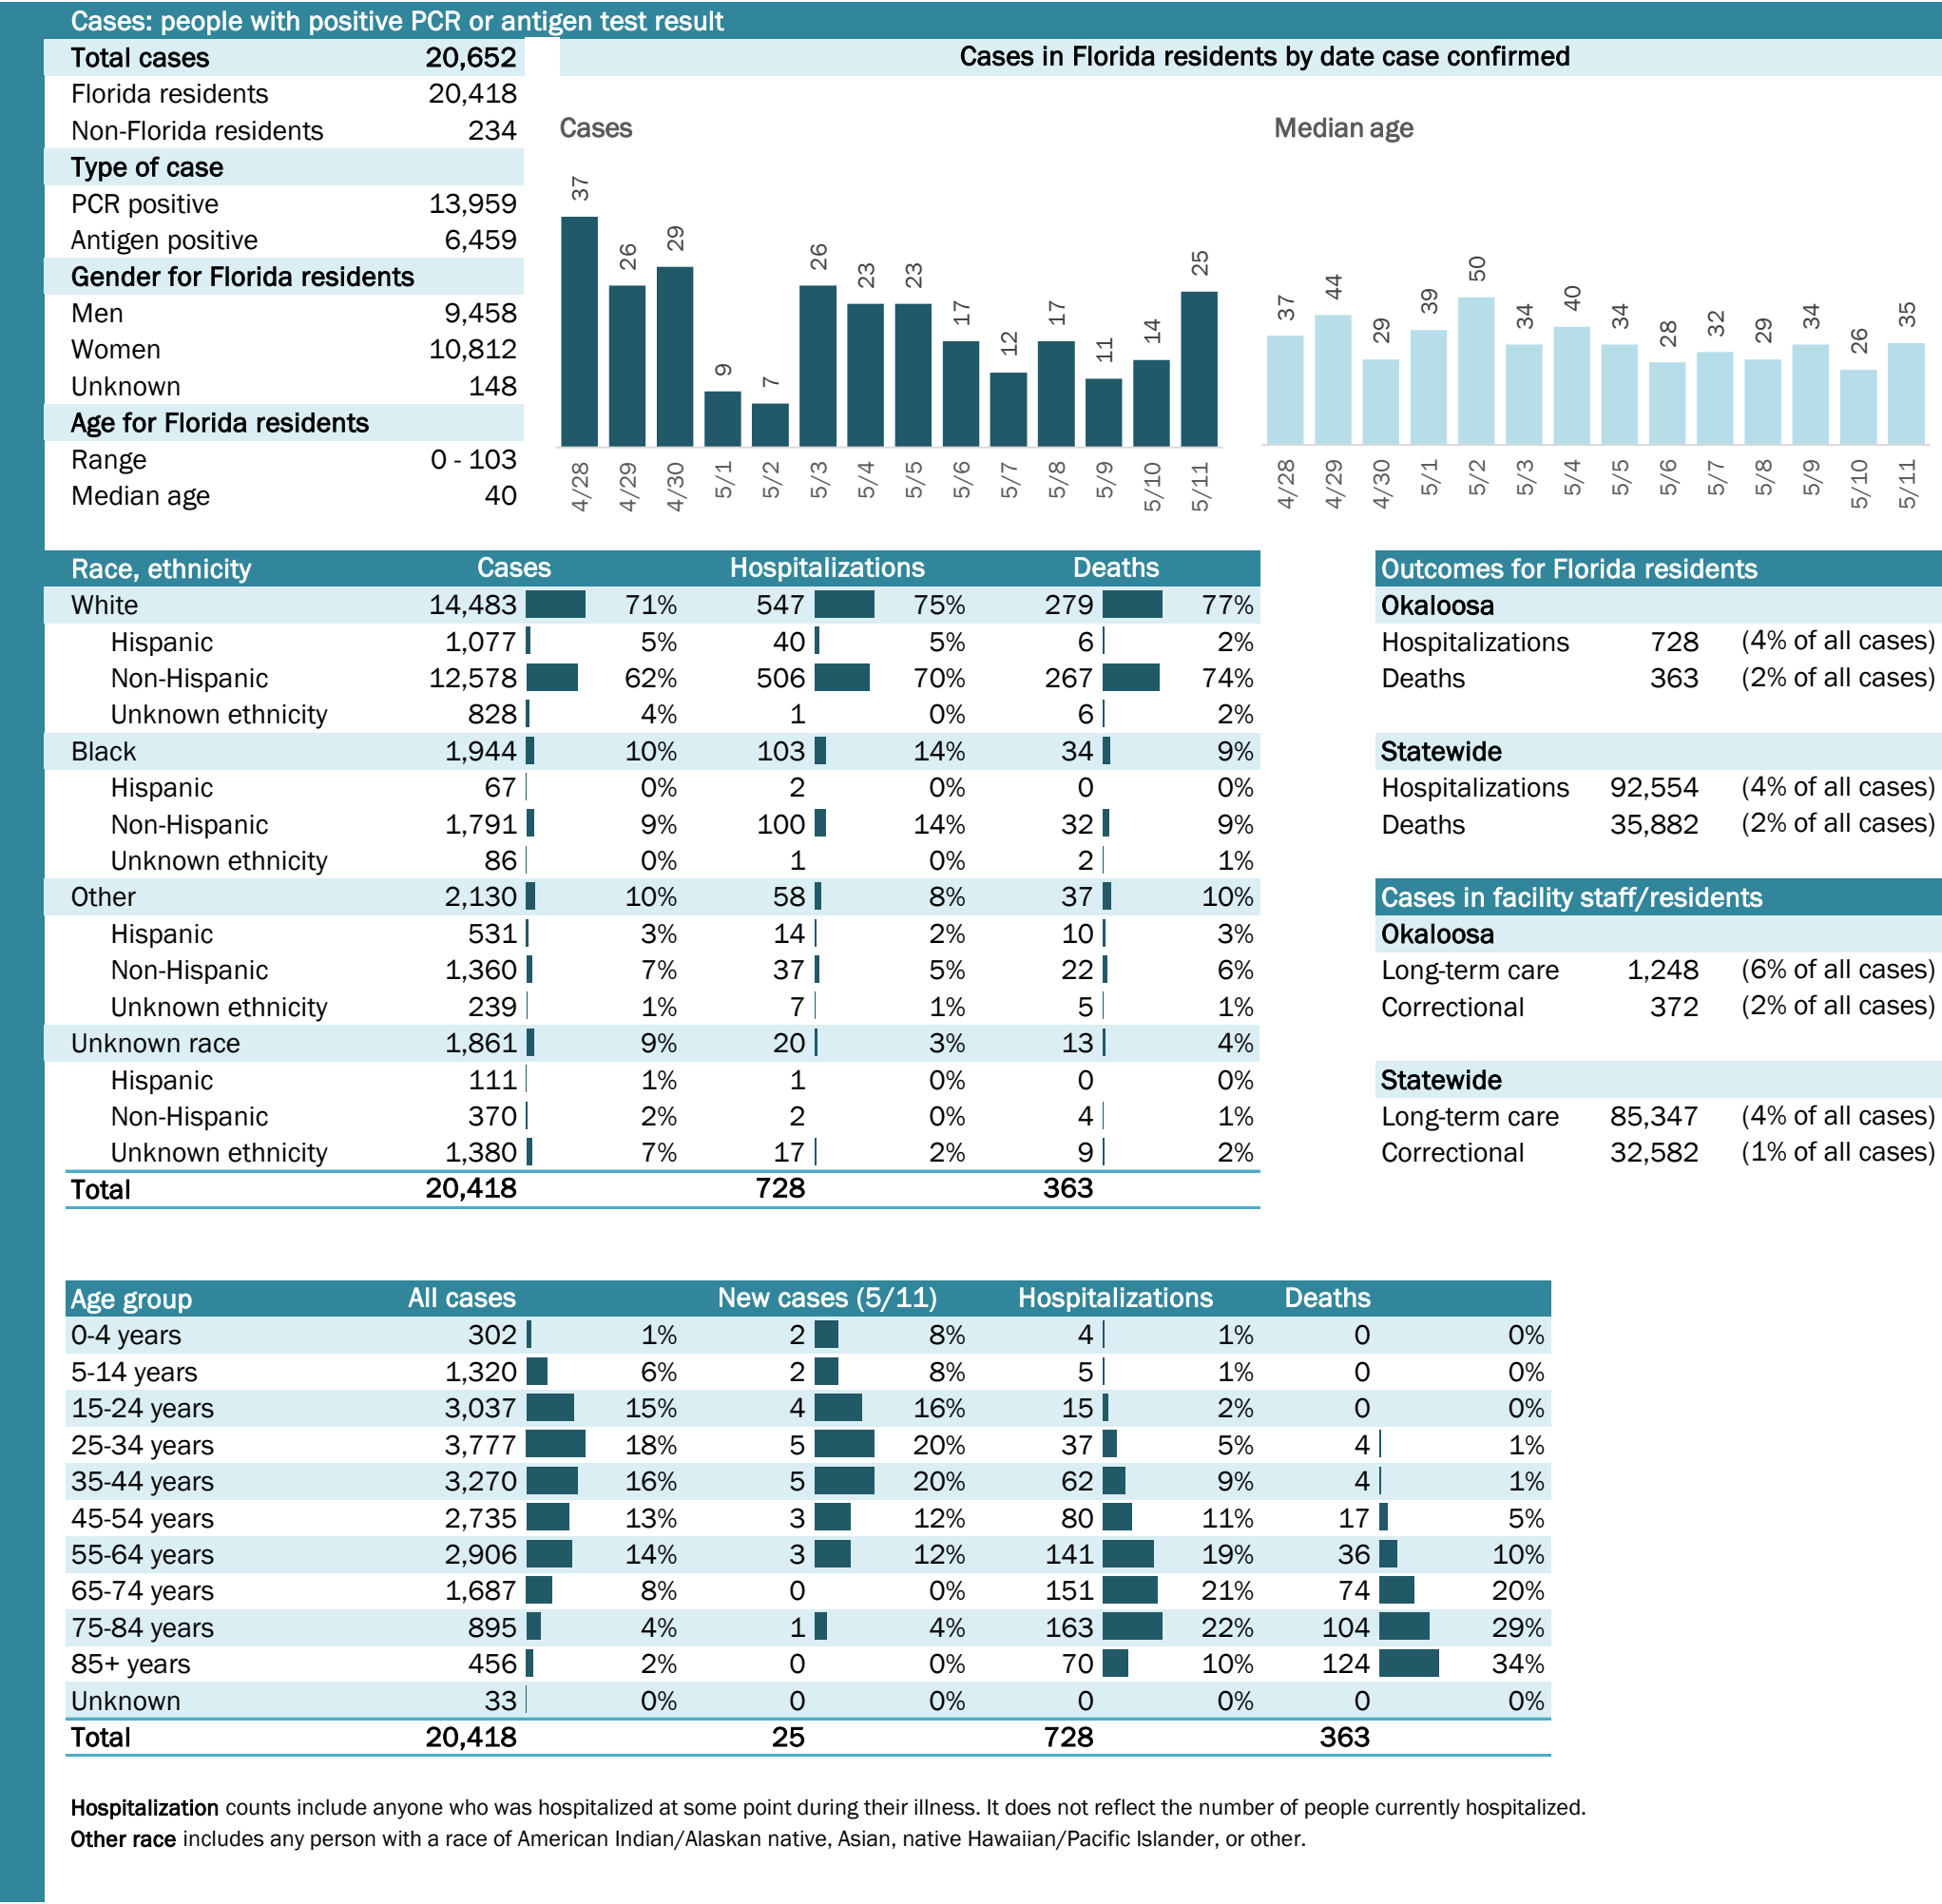 Cases: people with positive PCR or antigen test result
Total cases 20,652
Florida residents 20,418
Non-Florida residents 234
Type of case
PCR positive 13,959
Antigen positive 6,459
Gender for Florida residents
Men 9,458
Women 10,812
Unknown 148
Age for Florida residents
Range 0 - 103
Median age 40
Cases in Florida residents by date case confirmed
Cases
37 26 29 9 7 26 23 23 17 12 17 11 14 25
4/28 4/29 4/30 5/1 5/2 5/3 5/4 5/5 5/6 5/7 5/8 5/9 5/10 5/11
Median age
37 44 29 39 50 34 40 34 28 32 29 34 26 35
4/28 4/29 4/30 5/1 5/2 5/3 5/4 5/5 5/6 5/7 5/8 5/9 5/10 5/11
Race, ethnicity Cases Hospitalizations Deaths
White 14,483 71% 547 75% 279 77%
Hispanic 1,077 5% 40 5% 6 2%
Non-Hispanic 12,578 62% 506 70% 267 74%
Unknown ethnicity 828 4% 1 0% 6 2%
Black 1,944 10% 103 14% 34 9%
Hispanic 67 0% 2 0% 0 0%
Non-Hispanic 1,791 9% 100 14% 32 9%
Unknown ethnicity 86 0% 1 0% 2 1%
Other 2,130 10% 58 8% 37 10%
Hispanic 531 3% 14 2% 10 3%
Non-Hispanic 1,360 7% 37 5% 22 6%
Unknown ethnicity 239 1% 7 1% 5 1%
Unknown race 1,861 9% 20 3% 13 4%
Hispanic 111 1% 1 0% 0 0%
Non-Hispanic 370 2% 2 0% 4 1%
Unknown ethnicity 1,380 7% 17 2% 9 2%
Total 20,418 728 363
Outcomes for Florida residents
Okaloosa
Hospitalizations 728 (4% of all cases)
Deaths 363 (2% of all cases)
Statewide
Hospitalizations 92,554 (4% of all cases)
Deaths 35,882 (2% of all cases)
Cases in facility staff/residents
Okaloosa
Long-term care 1,248 (6% of all cases)
Correctional 372 (2% of all cases)
Statewide
Long-term care 85,347 (4% of all cases)
Correctional 32,582 (1% of all cases)
Age group All cases New cases (5/11) Hospitalizations Deaths
0-4 years 302 1% 2 8% 4 1% 0 0%
5-14 years 1,320 6% 2 8% 5 1% 0 0%
15-24 years 3,037 15% 4 16% 15 2% 0 0%
25-34 years 3,777 18% 5 20% 37 5% 4 1%
35-44 years 3,270 16% 5 20% 62 9% 4 1%
45-54 years 2,735 13% 3 12% 80 11% 17 5%
55-64 years 2,906 14% 3 12% 141 19% 36 10%
65-74 years 1,687 8% 0 0% 151 21% 74 20%
75-84 years 895 4% 1 4% 163 22% 104 29%
85+ years 456 2% 0 0% 70 10% 124 34%
Unknown 33 0% 0 0% 0 0% 0 0%
Total 20,418 25 728 363
Hospitalization counts include anyone who was hospitalized at some point during their illness. It does not reflect the number of people currently hospitalized.
Other race includes any person with a race of American Indian/Alaskan native, Asian, native Hawaiian/Pacific Islander, or other.